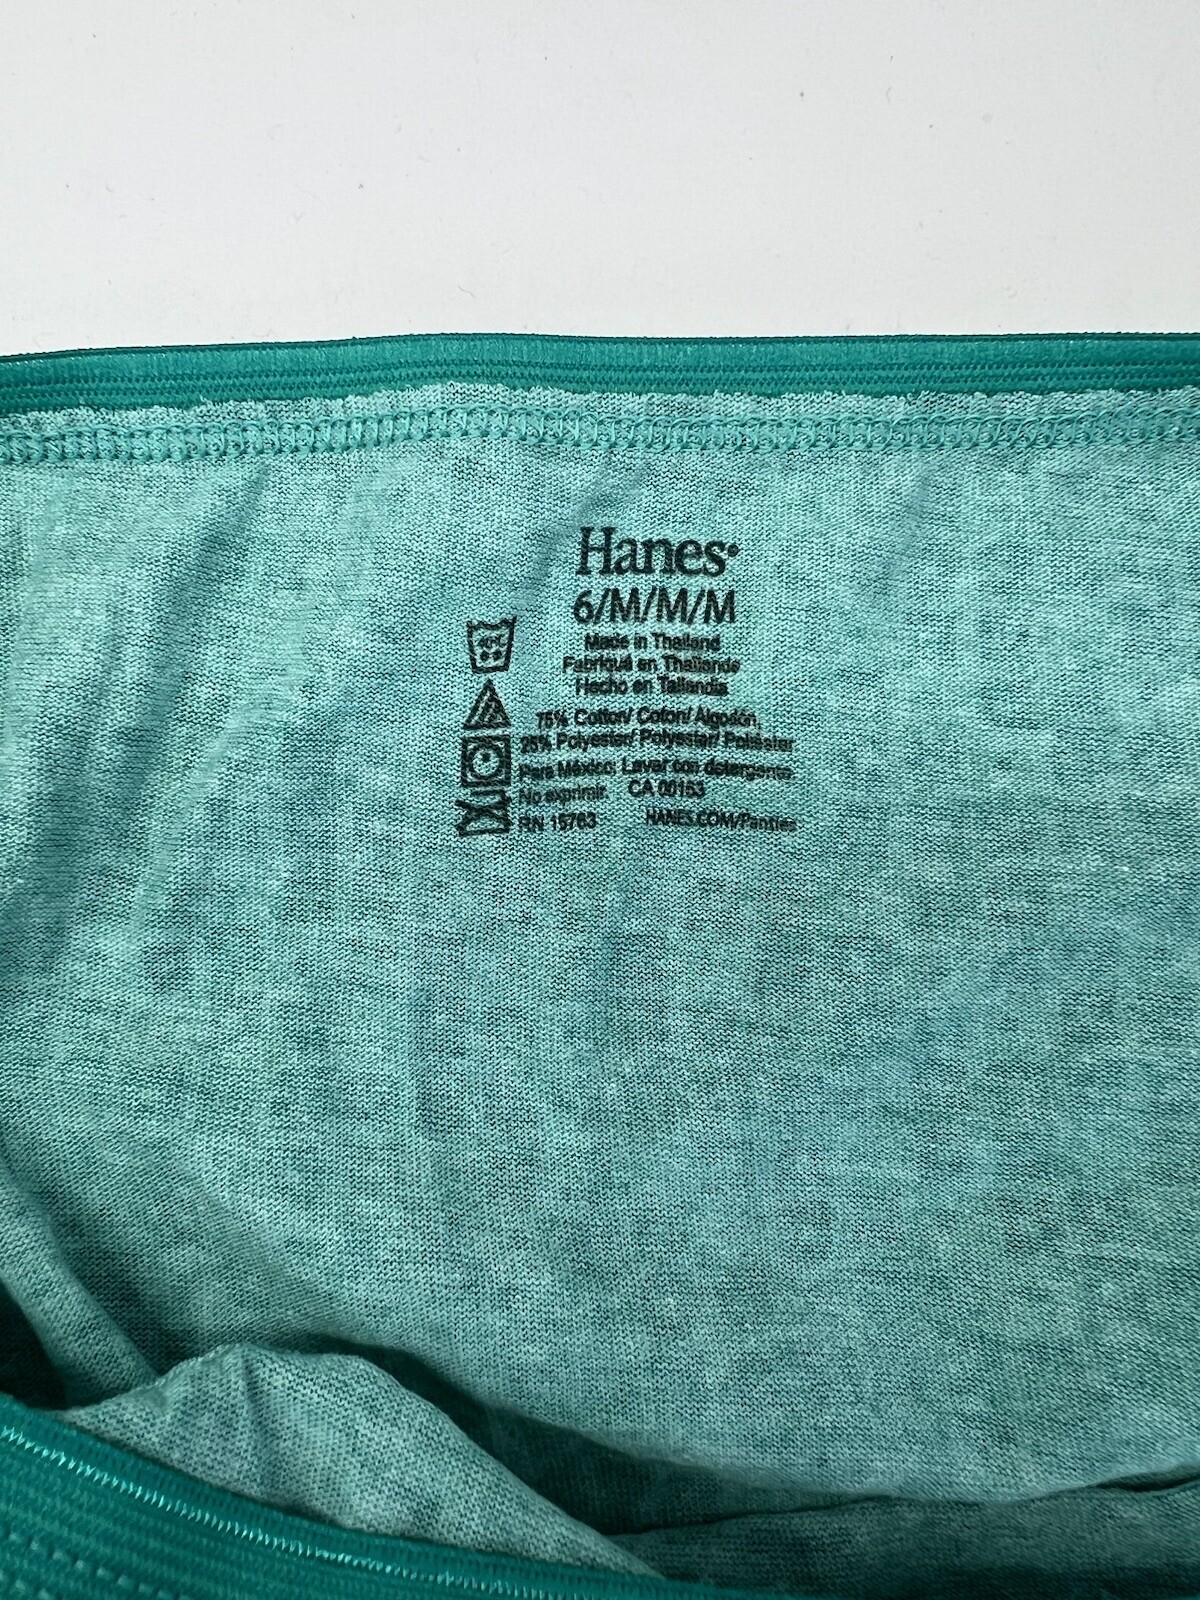 Hanes®
6/M/M/M
Made in Thailand
Fabriqué en Thaïlande
Hecho en Tailandia
75% Cotton/ Coton/ Algodón,
25% Polyester/ Polyester/ Poliéster
Para México: Lavar con detergente.
No exprimir. CA 00153
RN 15763 HANES.COM/Panties